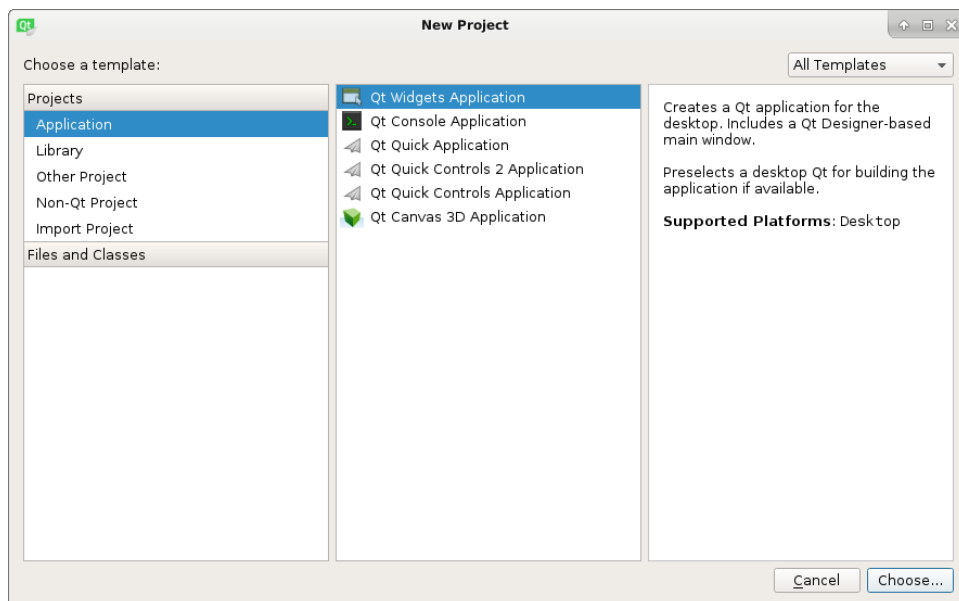 Qt
New Project
Choose a template:
All Templates
Projects
Application
Library
Other Project
Non-Qt Project
Import Project
Files and Classes
Qt Widgets Application
Qt Console Application
Qt Quick Application
Qt Quick Controls 2 Application
Qt Quick Controls Application
Qt Canvas 3D Application
Creates a Qt application for the
desktop. Includes a Qt Designer-based
main window.
Preselects a desktop Qt for building the
application if available.
Supported Platforms: Desktop
Cancel
Choose...